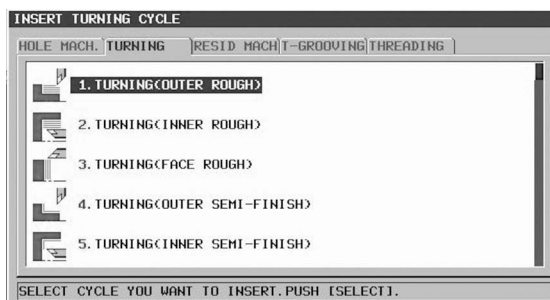 INSERT TURNING CYCLE
HOLE MACH. TURNING RESID MACH T-GROOVING THREADING
1.TURNING(OUTER ROUGH)
2.TURNING(INNER ROUGH)
3.TURNING(FACE ROUGH)
4.TURNING(OUTER SEMI-FINISH)
5.TURNING(INNER SEMI-FINISH)
SELECT CYCLE YOU WANT TO INSERT.PUSH [SELECT].